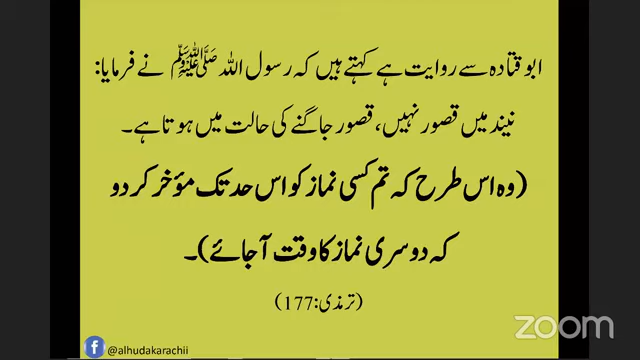 ابو قتادہ سے روایت ہے کہتے ہیں کہ رسول اللہ ﷺ نے فرمایا:
نیند میں قصور نہیں، قصور جاگنے کی حالت میں ہوتا ہے۔
(وہ اس طرح کہ تم کسی نماز کو اس حد تک مؤخر کر دو
کہ دوسری نماز کا وقت آ جائے)۔
(ترمذی:177)
@alhudakarachii
zoom